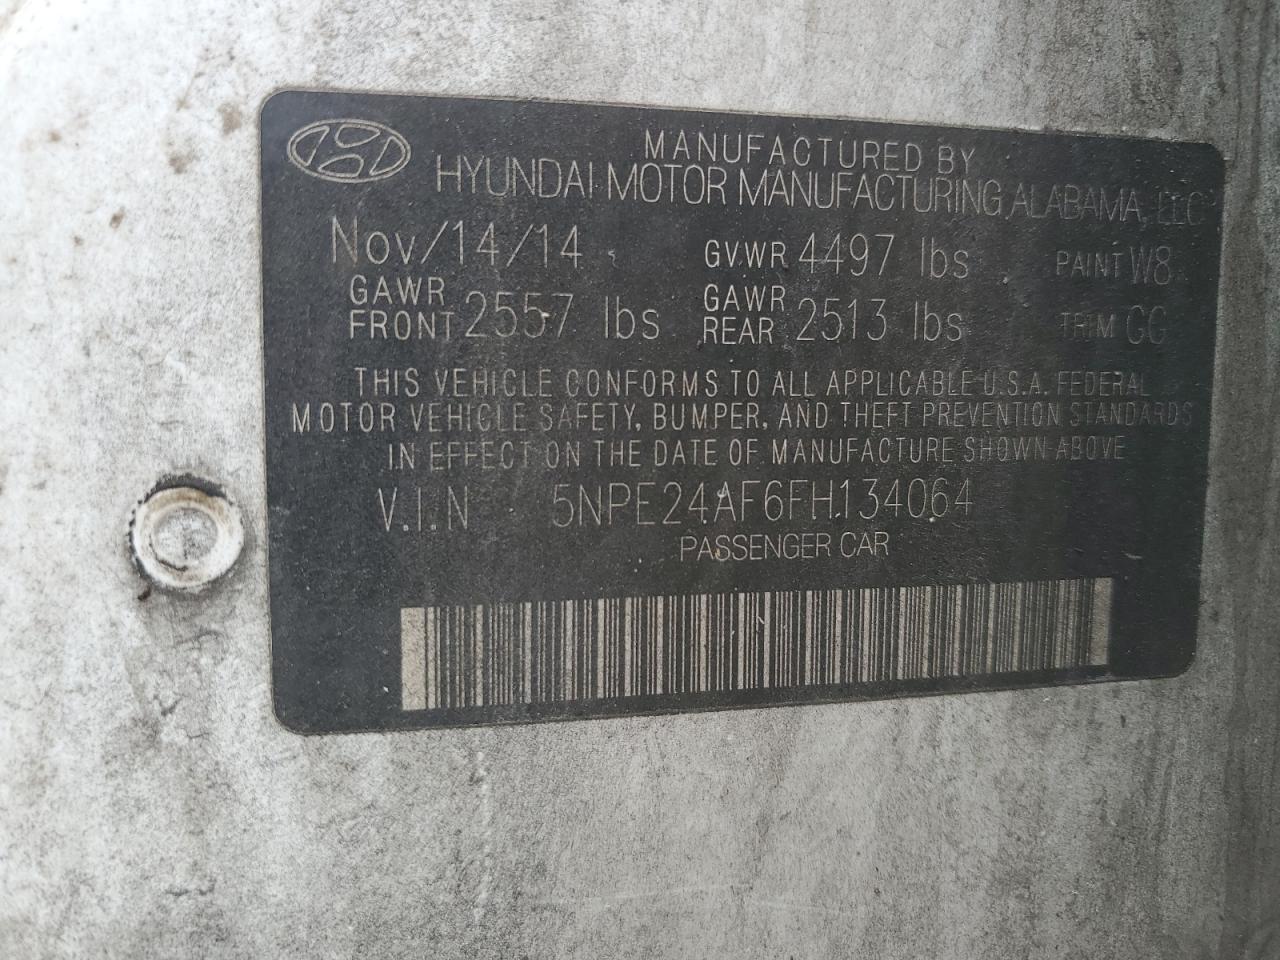 MANUFACTURED BY
HYUNDAI MOTOR MANUFACTURING ALABAMA, LLC
Nov/14/14 GVWR 4497 lbs PAINT W8
GAWR FRONT 2557 lbs GAWR REAR 2513 lbs TRIM GG
THIS VEHICLE CONFORMS TO ALL APPLICABLE U.S.A. FEDERAL
MOTOR VEHICLE SAFETY, BUMPER, AND THEFT PREVENTION STANDARDS
IN EFFECT ON THE DATE OF MANUFACTURE SHOWN ABOVE
V.I.N 5NPE24AF6FH134064
PASSENGER CAR